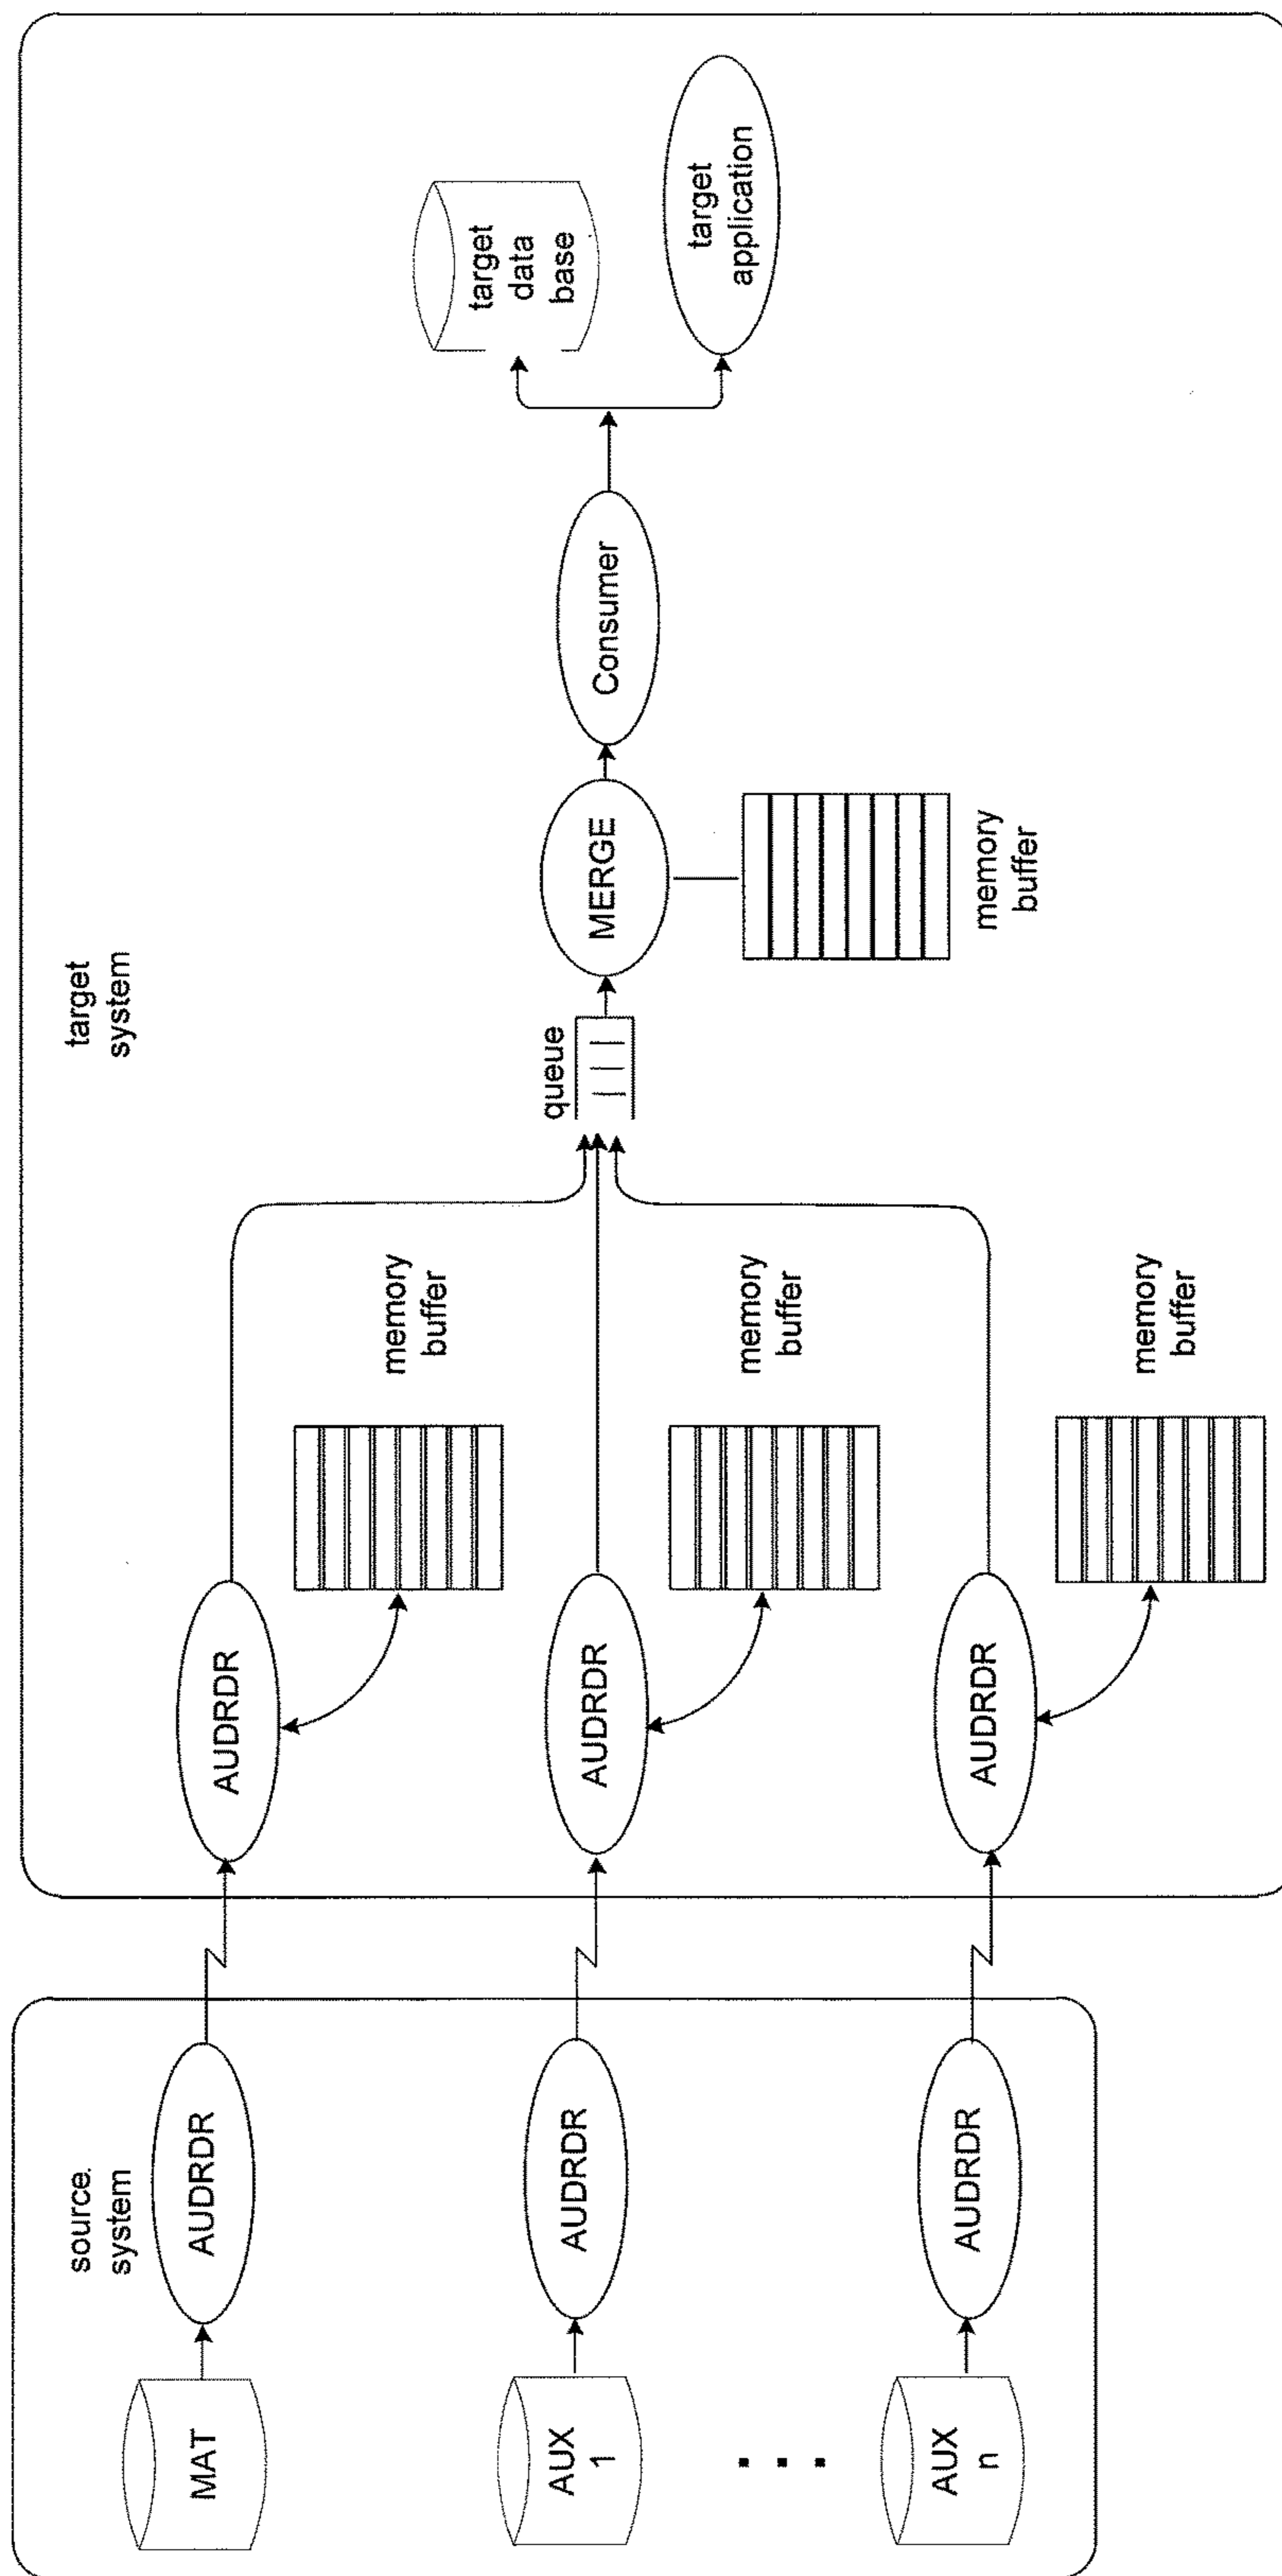 source.
system
MAT
AUDRDR
AUX
1
AUDRDR
AUX
n
AUDRDR
target
system
AUDRDR
memory
buffer
AUDRDR
memory
buffer
AUDRDR
memory
buffer
queue
MERGE
memory
buffer
Consumer
target
data
base
target
application